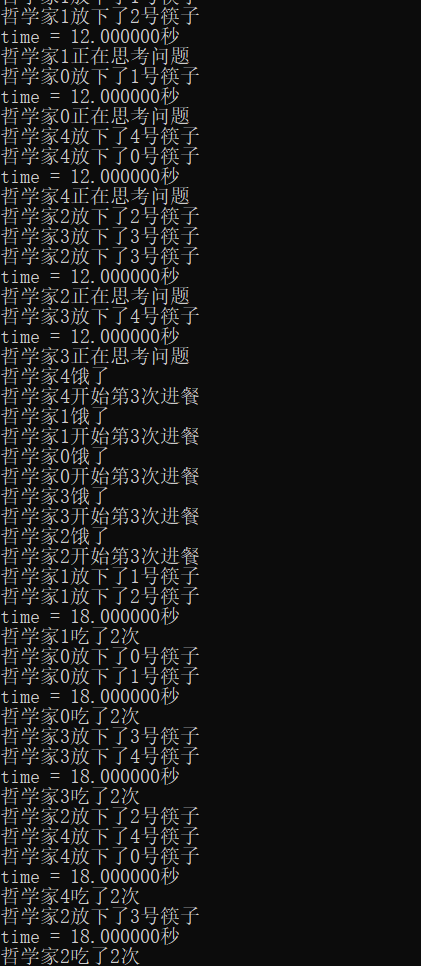 哲学家1放下了1号筷子
哲学家1放下了2号筷子
time = 12.000000秒
哲学家1正在思考问题
哲学家0放下了1号筷子
time = 12.000000秒
哲学家0正在思考问题
哲学家4放下了4号筷子
哲学家4放下了0号筷子
time = 12.000000秒
哲学家4正在思考问题
哲学家2放下了2号筷子
哲学家3放下了3号筷子
哲学家2放下了3号筷子
time = 12.000000秒
哲学家2正在思考问题
哲学家3放下了4号筷子
time = 12.000000秒
哲学家3正在思考问题
哲学家4饿了
哲学家4开始第3次进餐
哲学家1饿了
哲学家1开始第3次进餐
哲学家0饿了
哲学家0开始第3次进餐
哲学家3饿了
哲学家3开始第3次进餐
哲学家2饿了
哲学家2开始第3次进餐
哲学家1放下了1号筷子
哲学家1放下了2号筷子
time = 18.000000秒
哲学家1吃了2次
哲学家0放下了0号筷子
哲学家0放下了1号筷子
time = 18.000000秒
哲学家0吃了2次
哲学家3放下了3号筷子
哲学家3放下了4号筷子
time = 18.000000秒
哲学家3吃了2次
哲学家2放下了2号筷子
哲学家4放下了4号筷子
哲学家4放下了0号筷子
time = 18.000000秒
哲学家4吃了2次
哲学家2放下了3号筷子
time = 18.000000秒
哲学家2吃了2次